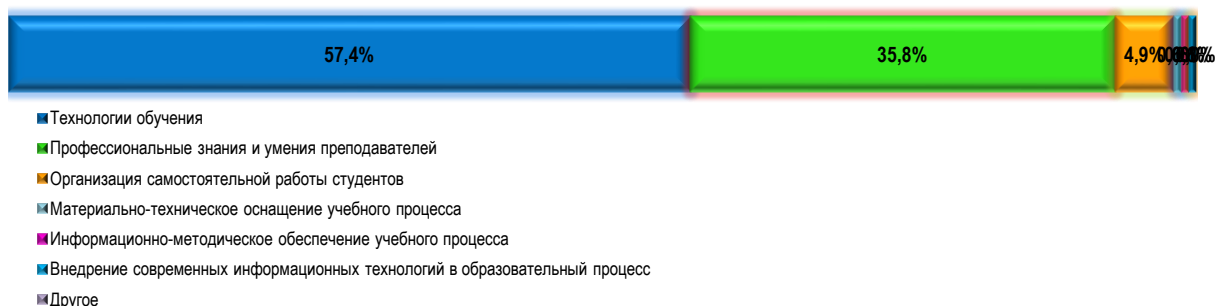 57,4% 35,8% 4,9%
Технологии обучения
Профессиональные знания и умения преподавателей
Организация самостоятельной работы студентов
Материально-техническое оснащение учебного процесса
Информационно-методическое обеспечение учебного процесса
Внедрение современных информационных технологий в образовательный процесс
Другое